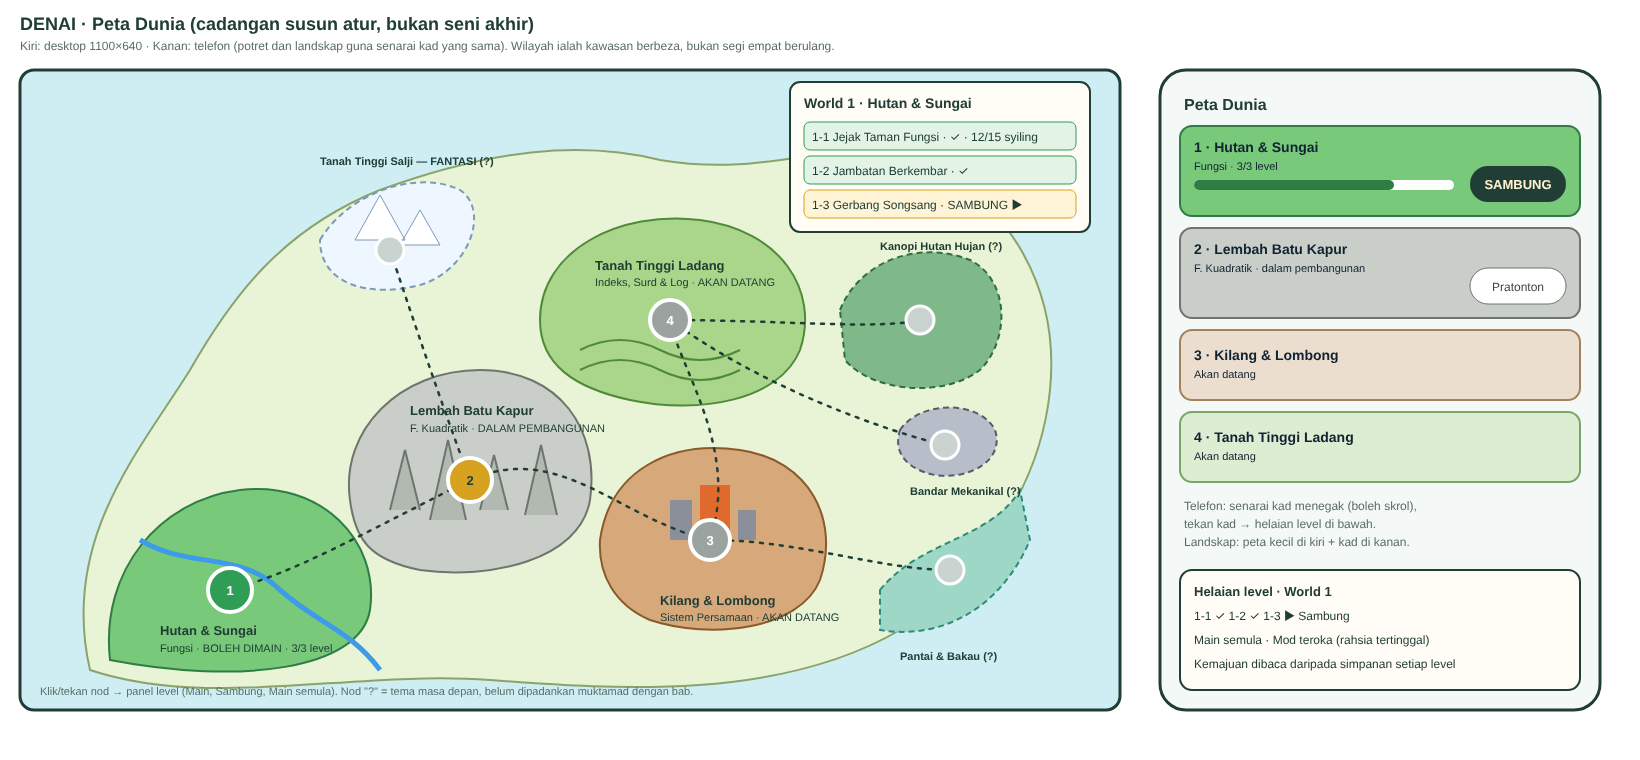 DENAI · Peta Dunia (cadangan susun atur, bukan seni akhir)
Kiri: desktop 1100×640 · Kanan: telefon (potret dan landskap guna senarai kad yang sama). Wilayah ialah kawasan berbeza, bukan segi empat berulang.
World 1 · Hutan & Sungai
1-1 Jejak Taman Fungsi · ✓ · 12/15 syiling
1-2 Jambatan Berkembar · ✓
1-3 Gerbang Songsang · SAMBUNG ▶
Tanah Tinggi Salji — FANTASI (?)
Kanopi Hutan Hujan (?)
Tanah Tinggi Ladang
Indeks, Surd & Log · AKAN DATANG
4
Lembah Batu Kapur
F. Kuadratik · DALAM PEMBANGUNAN
2
Bandar Mekanikal (?)
3
Kilang & Lombong
Sistem Persamaan · AKAN DATANG
1
Hutan & Sungai
Fungsi · BOLEH DIMAIN · 3/3 level
Pantai & Bakau (?)
Klik/tekan nod → panel level (Main, Sambung, Main semula). Nod "?" = tema masa depan, belum dipadankan muktamad dengan bab.
Peta Dunia
1 · Hutan & Sungai
Fungsi · 3/3 level
SAMBUNG
2 · Lembah Batu Kapur
F. Kuadratik · dalam pembangunan
Pratonton
3 · Kilang & Lombong
Akan datang
4 · Tanah Tinggi Ladang
Akan datang
Telefon: senarai kad menegak (boleh skrol),
tekan kad → helaian level di bawah.
Landskap: peta kecil di kiri + kad di kanan.
Helaian level · World 1
1-1 ✓ 1-2 ✓ 1-3 ▶ Sambung
Main semula · Mod teroka (rahsia tertinggal)
Kemajuan dibaca daripada simpanan setiap level